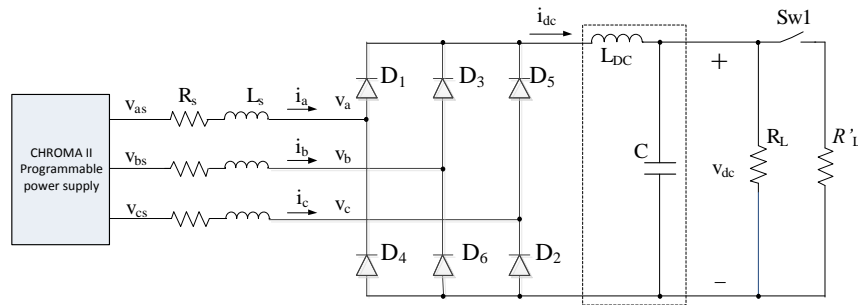 i_dc
Sw1
L_DC
+
D_1
D_3
D_5
v_as
R_s
L_s
i_a
v_a
CHROMA II
Programmable
power supply
v_bs
i_b
v_b
C
v_dc
R_L
R'_L
v_cs
i_c
v_c
D_4
D_6
D_2
−